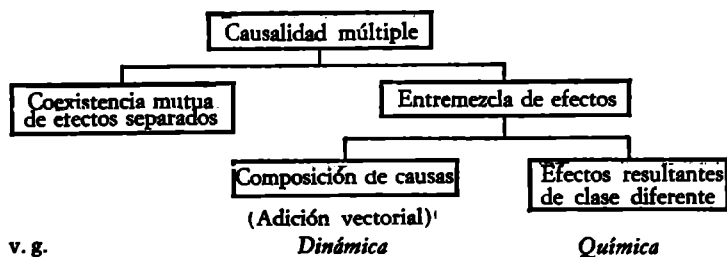 Causalidad múltiple
Coexistencia mutua
de efectos separados
Entremezcla de efectos
Composición de causas
(Adición vectorial)¹
Efectos resultantes
de clase diferente
v. g.
Dinámica
Química